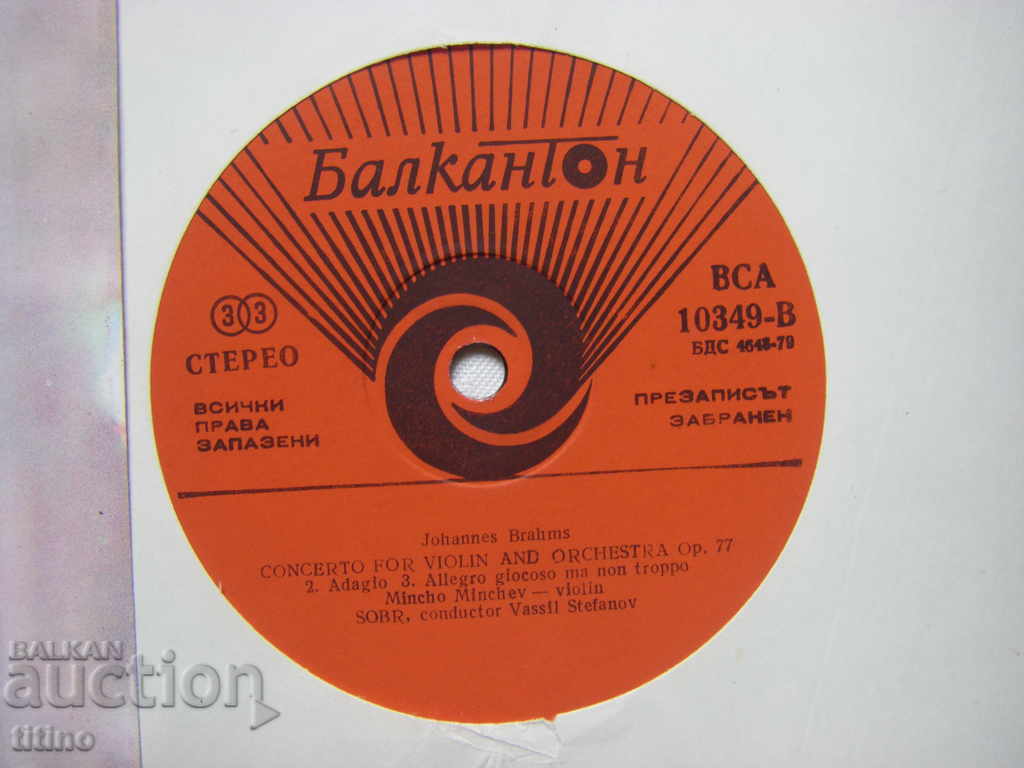 Балкантон
33
СТЕРЕО
ВСИЧКИ
ПРАВА
ЗАПАЗЕНИ
ВСА
10349-В
БДС 4648-79
ПРЕЗАПИСЪТ
ЗАБРАНЕН
Johannes Brahms
CONCERTO FOR VIOLIN AND ORCHESTRA Op. 77
2. Adagio 3. Allegro giocoso ma non troppo
Mincho Minchev — violin
SOBR, conductor Vassil Stefanov
BALKAN
auction
titino